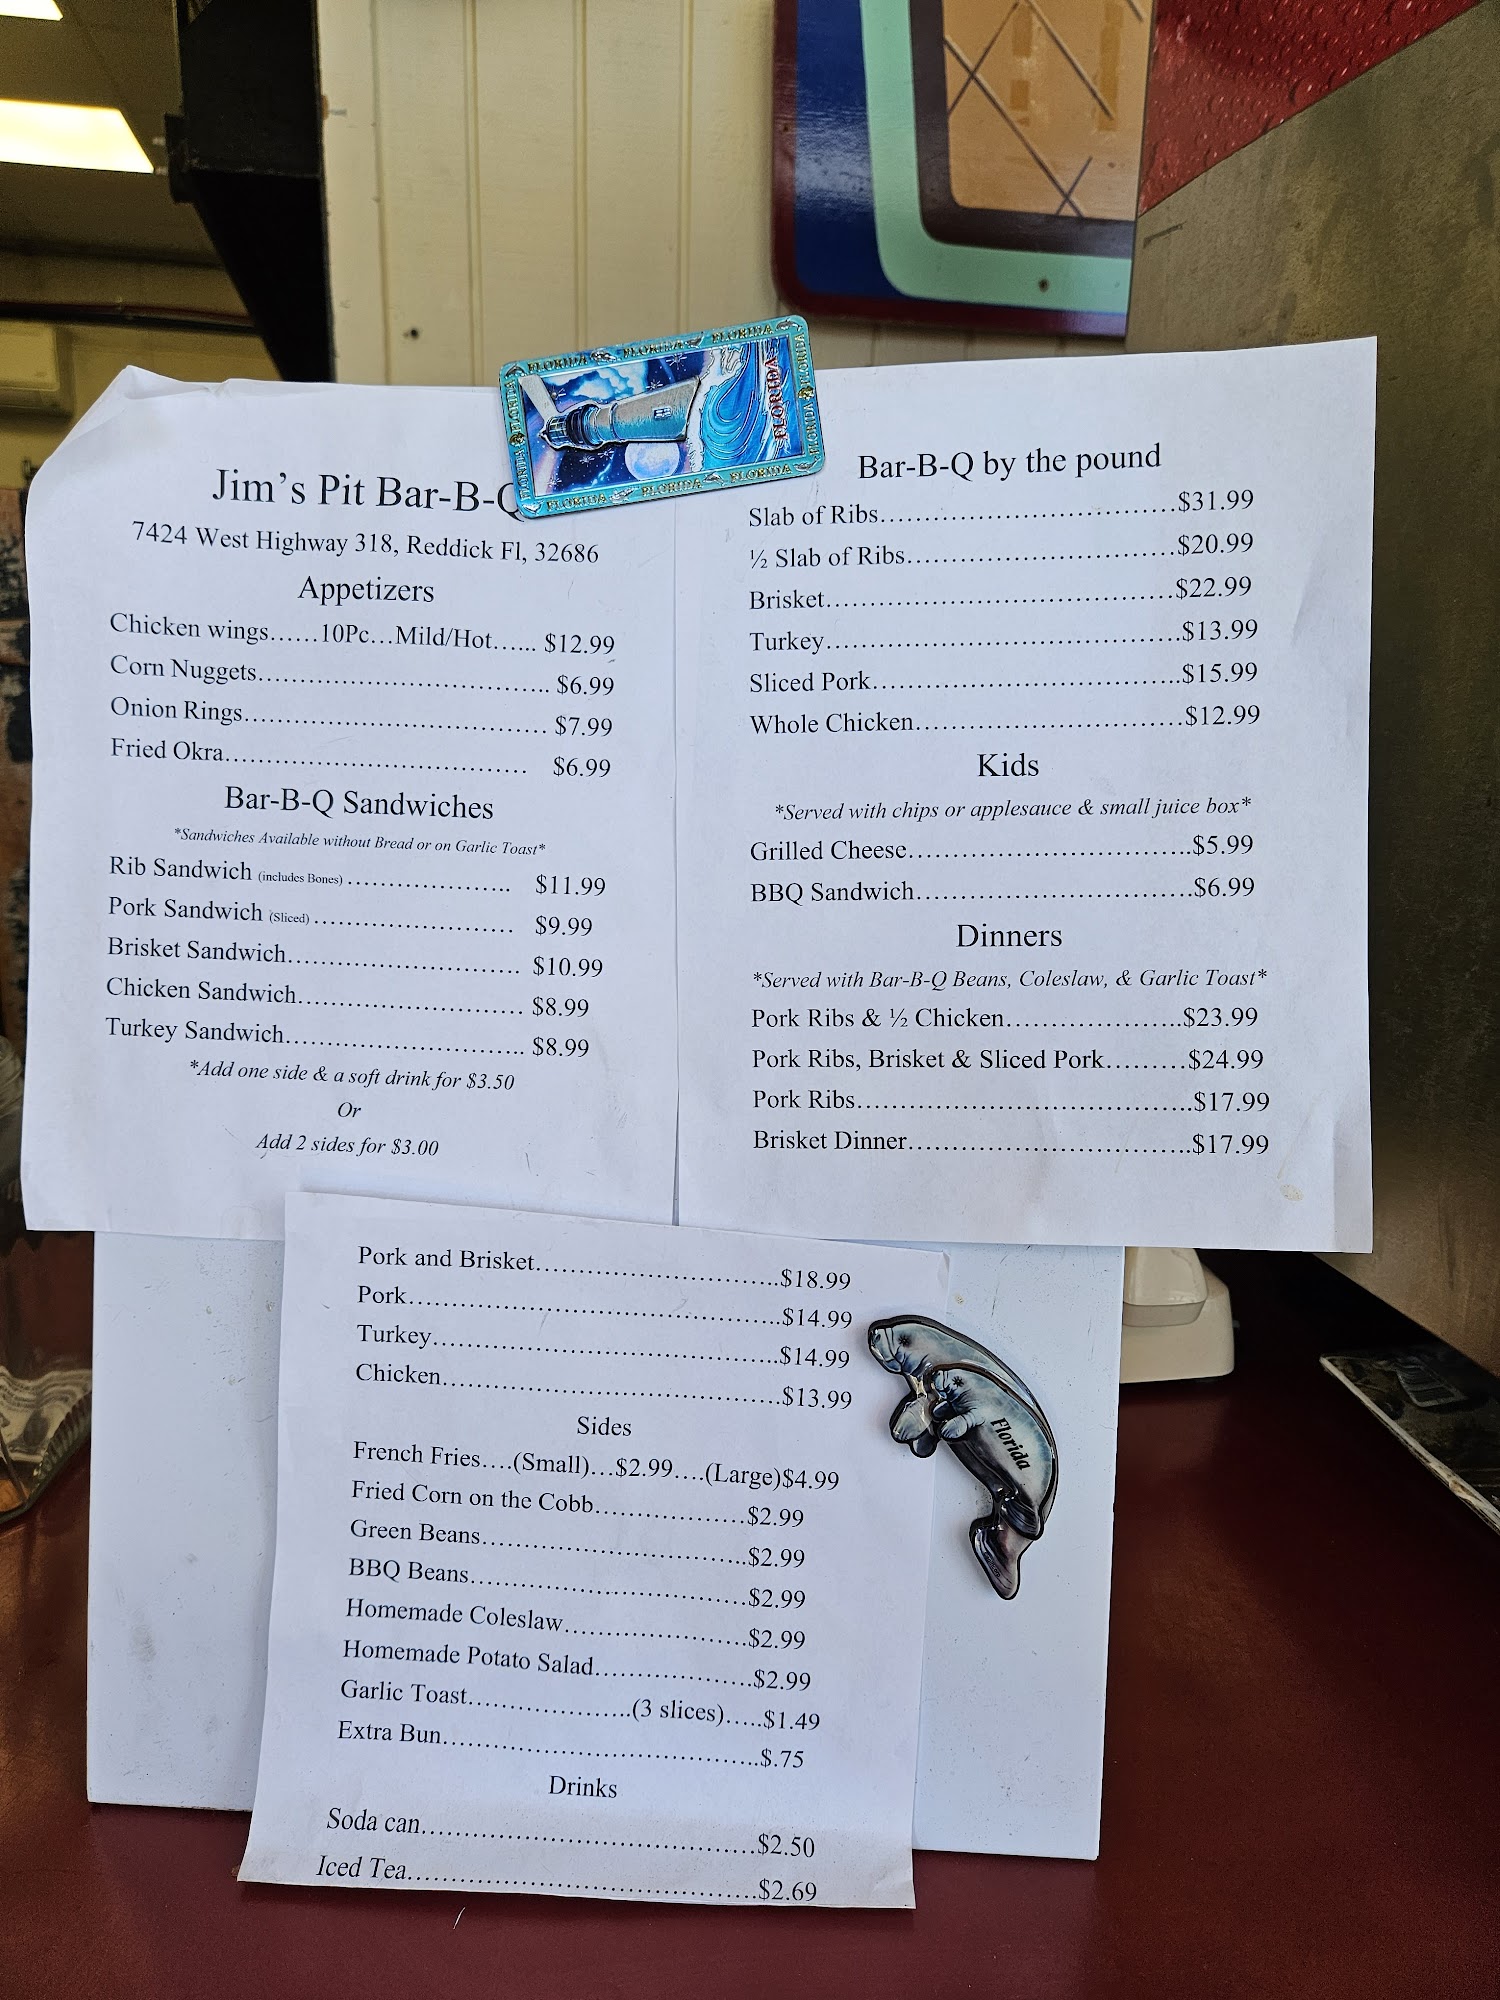 Jim's Pit Bar-B-Q
7424 West Highway 318, Reddick Fl, 32686
Appetizers
Chicken wings......10Pc...Mild/Hot...... $12.99
Corn Nuggets........................................ $6.99
Onion Rings.......................................... $7.99
Fried Okra.......................................... $6.99
Bar-B-Q Sandwiches
*Sandwiches Available without Bread or on Garlic Toast*
Rib Sandwich (includes Bones) ....................... $11.99
Pork Sandwich (Sliced) ............................ $9.99
Brisket Sandwich................................ $10.99
Chicken Sandwich............................... $8.99
Turkey Sandwich................................. $8.99
*Add one side & a soft drink for $3.50
Or
Add 2 sides for $3.00
FLORIDA FLORIDA FLORIDA
FLORIDA
FLORIDA
FLORIDA
FLORIDA
FLORIDA
FLORIDA
FLORIDA FLORIDA FLORIDA
Bar-B-Q by the pound
Slab of Ribs.........................................$31.99
½ Slab of Ribs.....................................$20.99
Brisket................................................$22.99
Turkey.................................................$13.99
Sliced Pork...........................................$15.99
Whole Chicken.....................................$12.99
Kids
*Served with chips or applesauce & small juice box*
Grilled Cheese.......................................$5.99
BBQ Sandwich......................................$6.99
Dinners
*Served with Bar-B-Q Beans, Coleslaw, & Garlic Toast*
Pork Ribs & ½ Chicken........................$23.99
Pork Ribs, Brisket & Sliced Pork...........$24.99
Pork Ribs..............................................$17.99
Brisket Dinner.......................................$17.99
Pork and Brisket..................................$18.99
Pork...................................................$14.99
Turkey................................................$14.99
Chicken..............................................$13.99
Sides
French Fries....(Small)...$2.99....(Large)$4.99
Fried Corn on the Cobb.....................$2.99
Green Beans.....................................$2.99
BBQ Beans......................................$2.99
Homemade Coleslaw.........................$2.99
Homemade Potato Salad......................$2.99
Garlic Toast.......................(3 slices).....$1.49
Extra Bun...........................................$.75
Drinks
Soda can..............................................$2.50
Iced Tea................................................$2.69
Florida